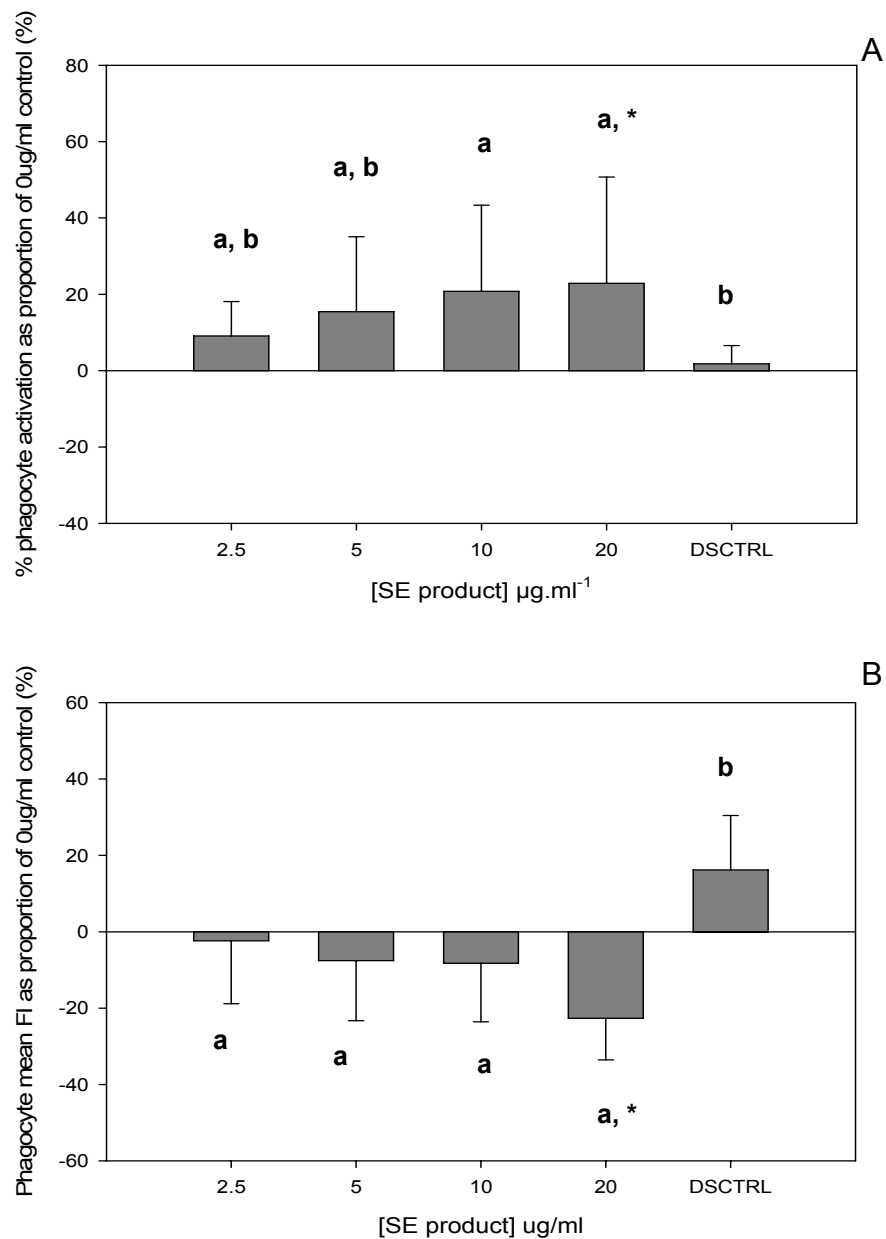 A
% phagocyte activation as proportion of 0ug/ml control (%)
80
60
40
20
0
-20
-40
a, b
a, b
a
a, *
b
2.5 5 10 20 DSCTRL
[SE product] µg.ml-1
B
Phagocyte mean FI as proportion of 0ug/ml control (%)
60
40
20
0
-20
-40
-60
b
a
a
a
a, *
2.5 5 10 20 DSCTRL
[SE product] ug/ml